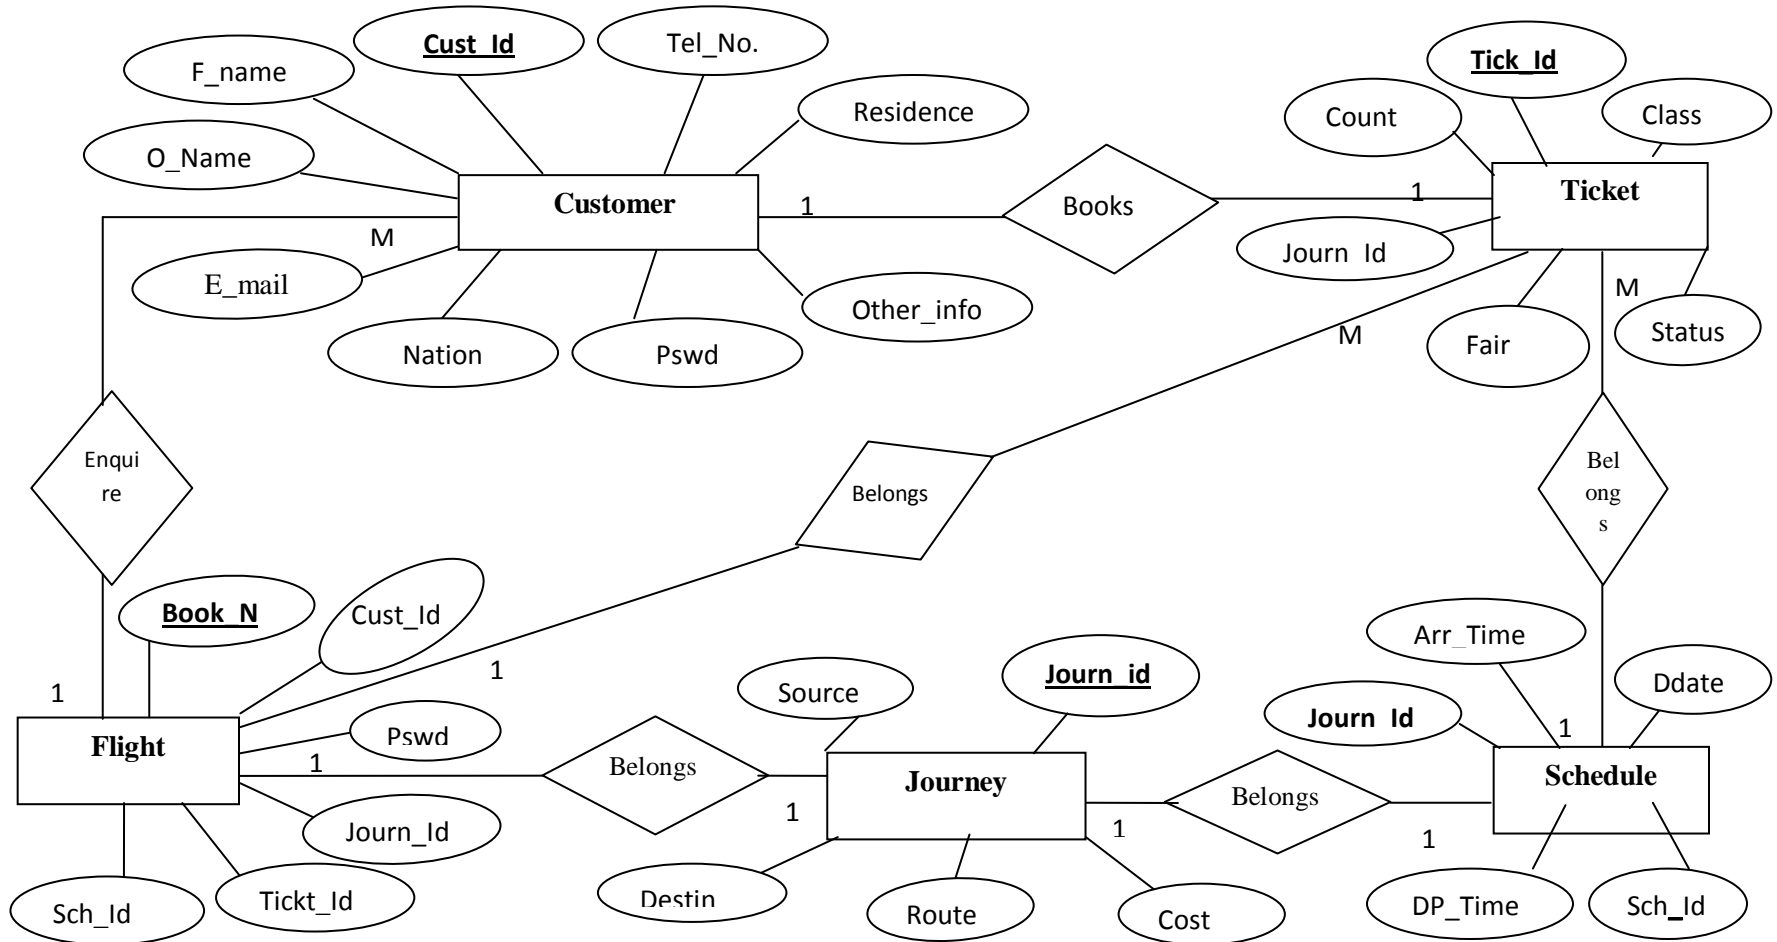 Cust_Id
Tel_No.
Tick_Id
F_name
Residence
Count
Class
O_Name
Customer
Books
Ticket
1
1
M
E_mail
Journ_Id
Other_info
M
Nation
Pswd
M
Fair
Status
Enqui
re
Belongs
Bel
ong
s
Book_N
Cust_Id
Arr_Time
1
1
Source
Journ_id
Ddate
Journ_Id
Flight
Pswd
1
1
Belongs
Journey
Belongs
Schedule
Journ_Id
1
1
1
Destin
Sch_Id
Tickt_Id
Route
Cost
DP_Time
Sch_Id